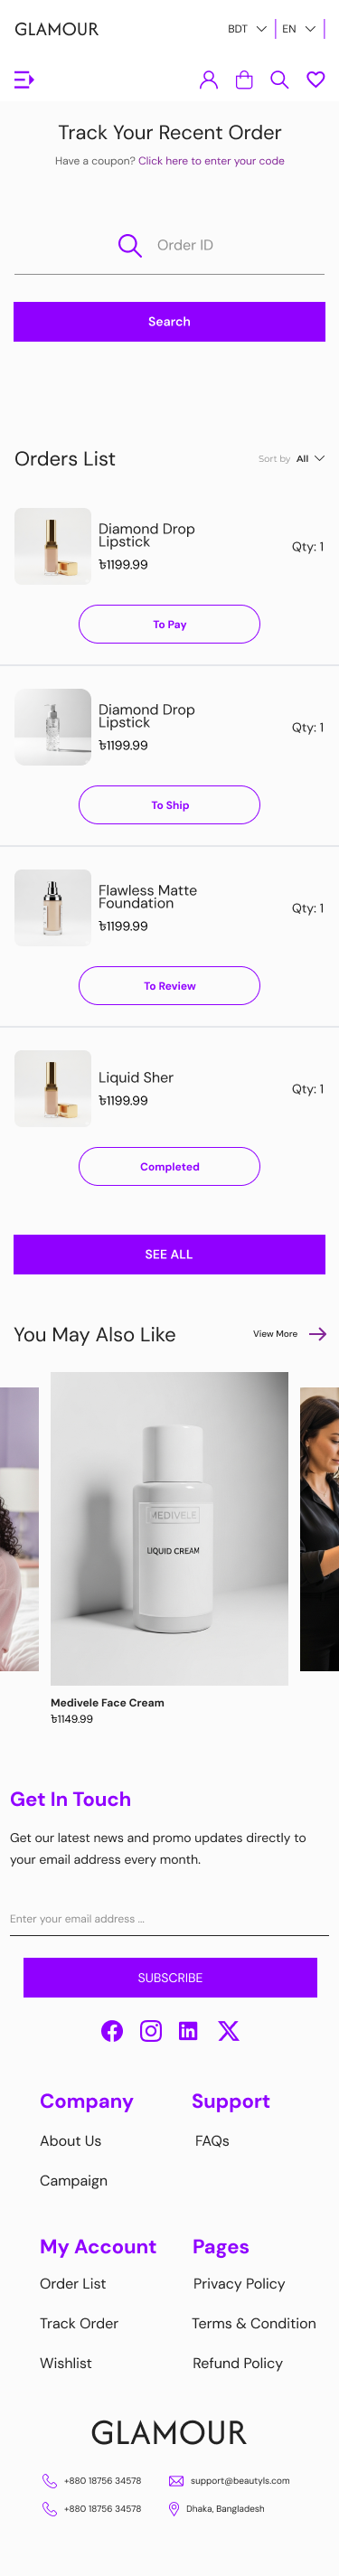 GLAMOUR
BDT
EN
Track Your Recent Order
Have a coupon? Click here to enter your code
Order ID
Search
Orders List
Sort by All
Diamond Drop
Lipstick
৳1199.99
Qty: 1
To Pay
Diamond Drop
Lipstick
৳1199.99
Qty: 1
To Ship
Flawless Matte
Foundation
৳1199.99
Qty: 1
To Review
Liquid Sher
৳1199.99
Qty: 1
Completed
SEE ALL
You May Also Like
View More
MEDIVELE
LIQUID CREAM
Medivele Face Cream
৳1149.99
Get In Touch
Get our latest news and promo updates directly to
your email address every month.
Enter your email address ...
SUBSCRIBE
Company
Support
About Us
FAQs
Campaign
My Account
Pages
Order List
Privacy Policy
Track Order
Terms & Condition
Wishlist
Refund Policy
GLAMOUR
+880 18756 34578
support@beautyls.com
+880 18756 34578
Dhaka, Bangladesh